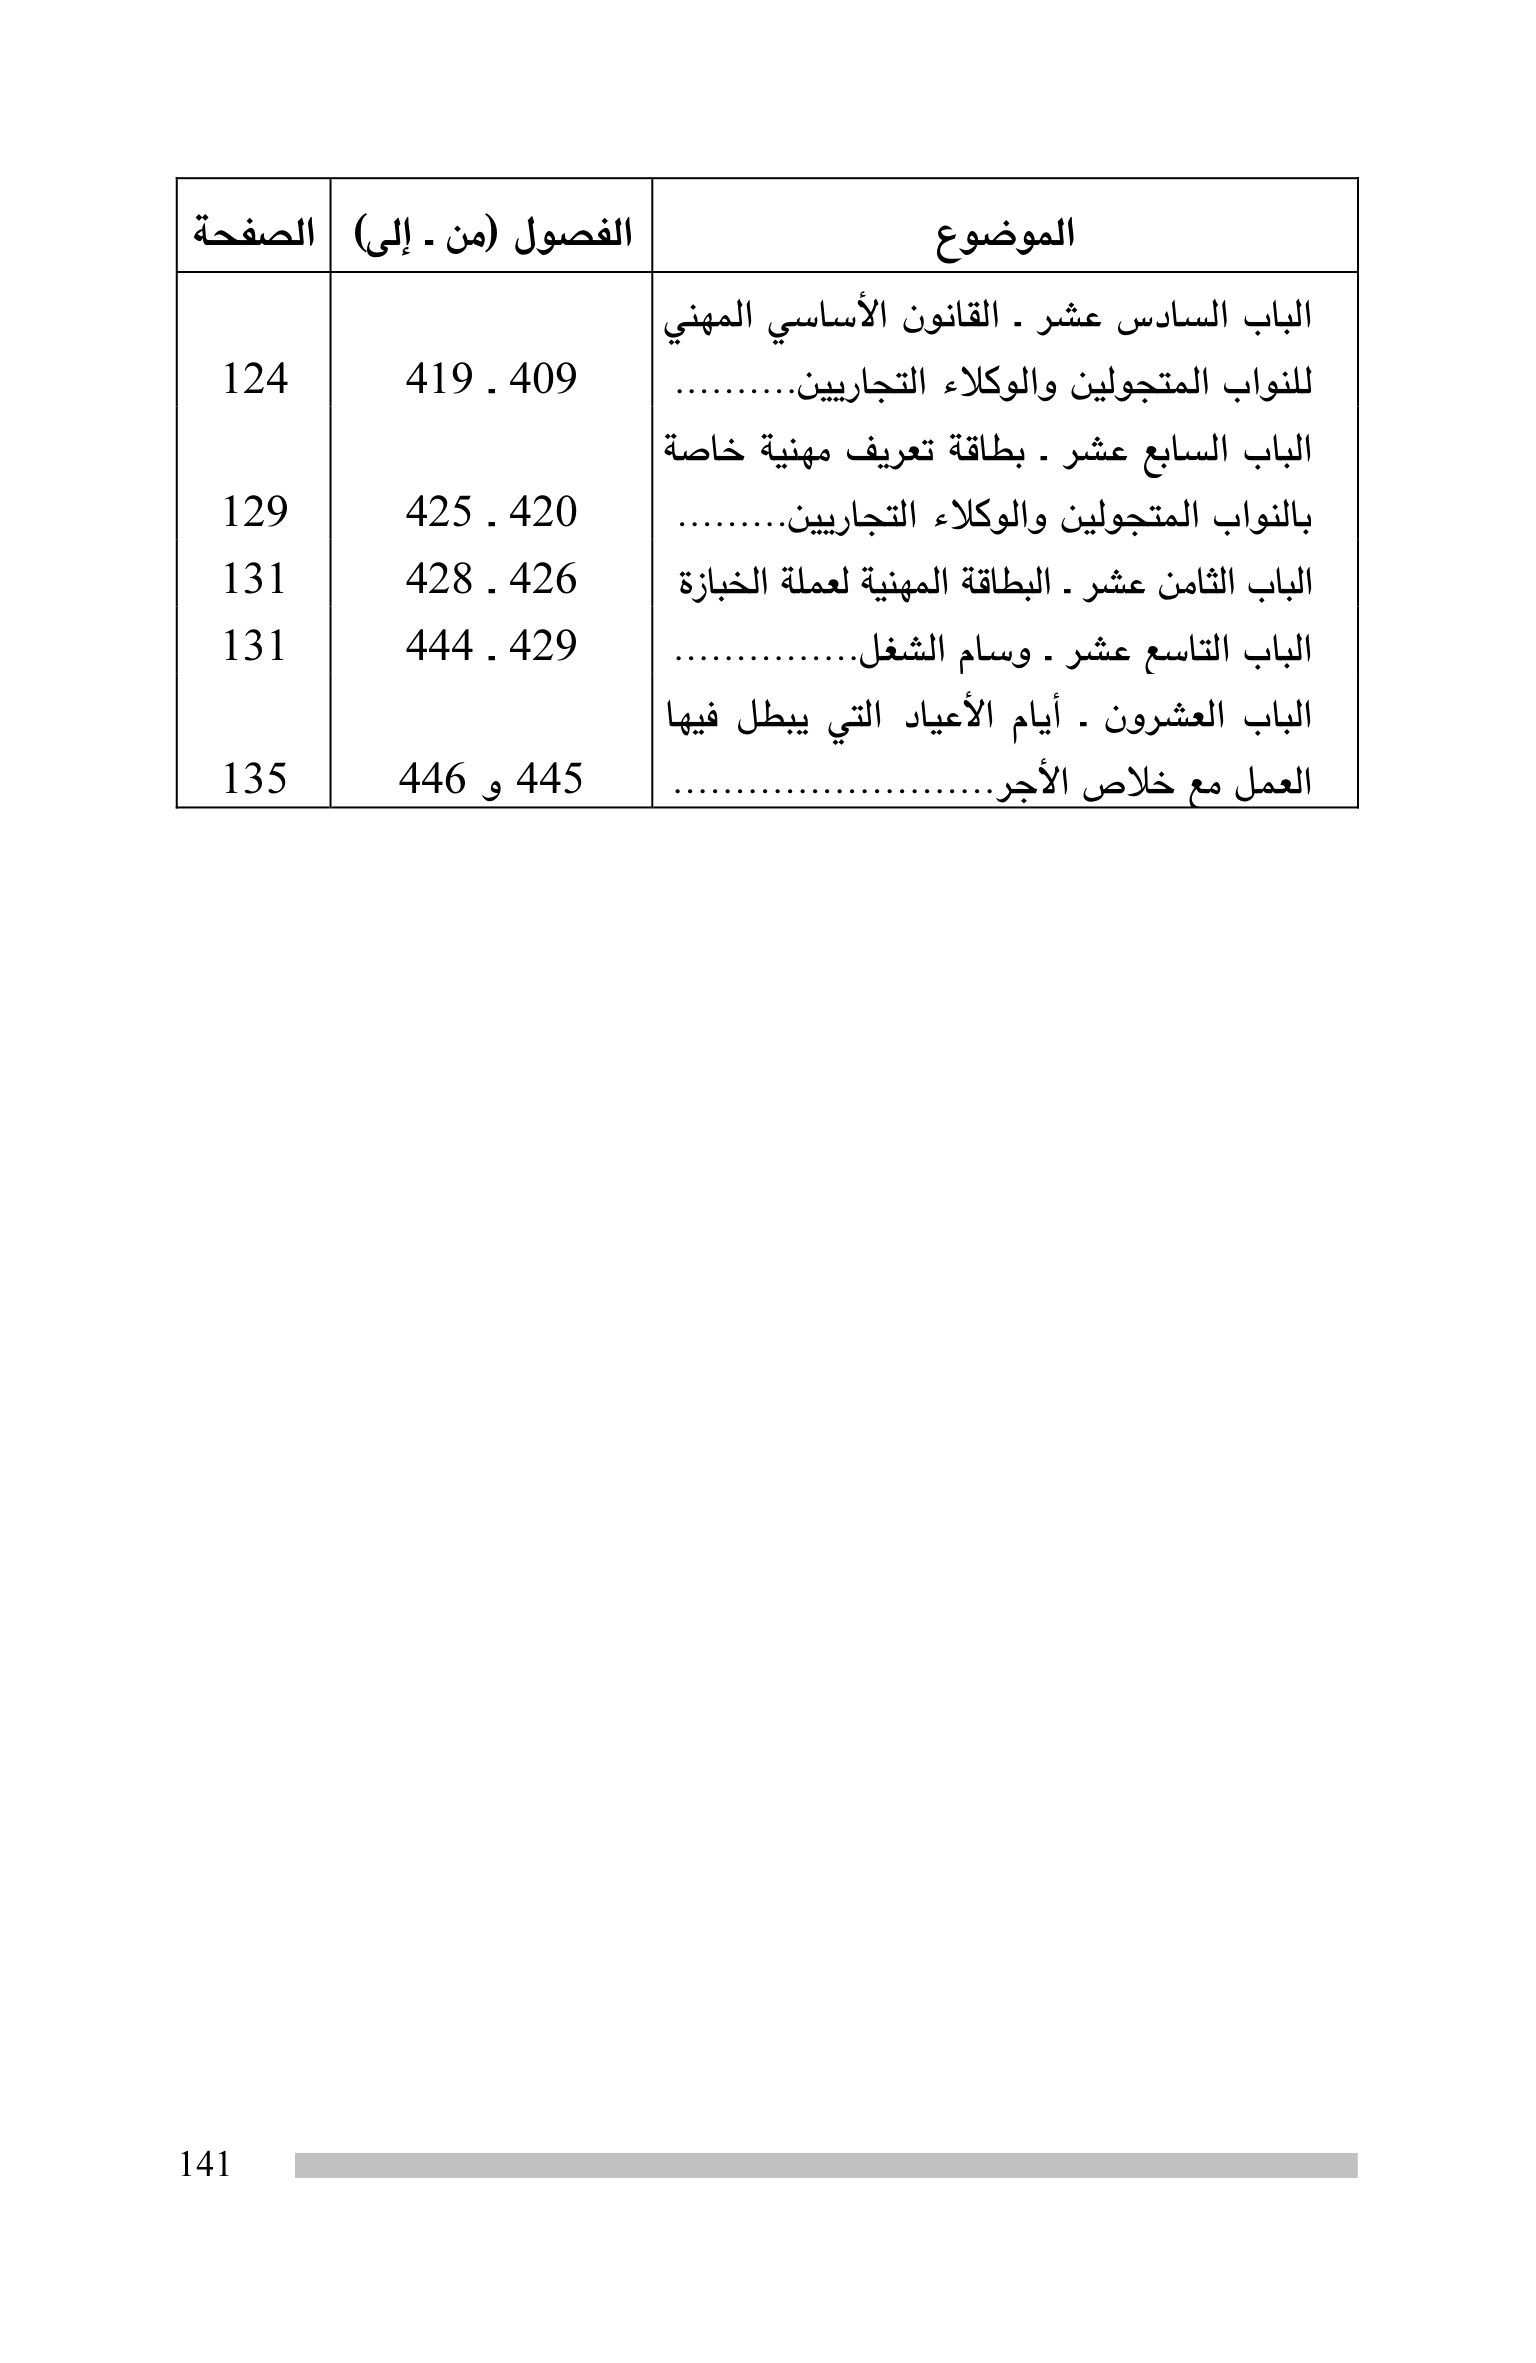 الموضوع الفصول (من ـ إلى) الصفحة
الباب السادس عشر ـ القانون الأساسي المهني
للنواب المتجولين والوكلاء التجاريين.......... 409 ـ 419 124
الباب السابع عشر ـ بطاقة تعريف مهنية خاصة
بالنواب المتجولين والوكلاء التجاريين......... 420 ـ 425 129
الباب الثامن عشر ـ البطاقة المهنية لعملة الخبازة 426 ـ 428 131
الباب التاسع عشر ـ وسام الشغل............... 429 ـ 444 131
الباب العشرون ـ أيام الأعياد التي يبطل فيها
العمل مع خلاص الأجر.......................... 445 و 446 135
141